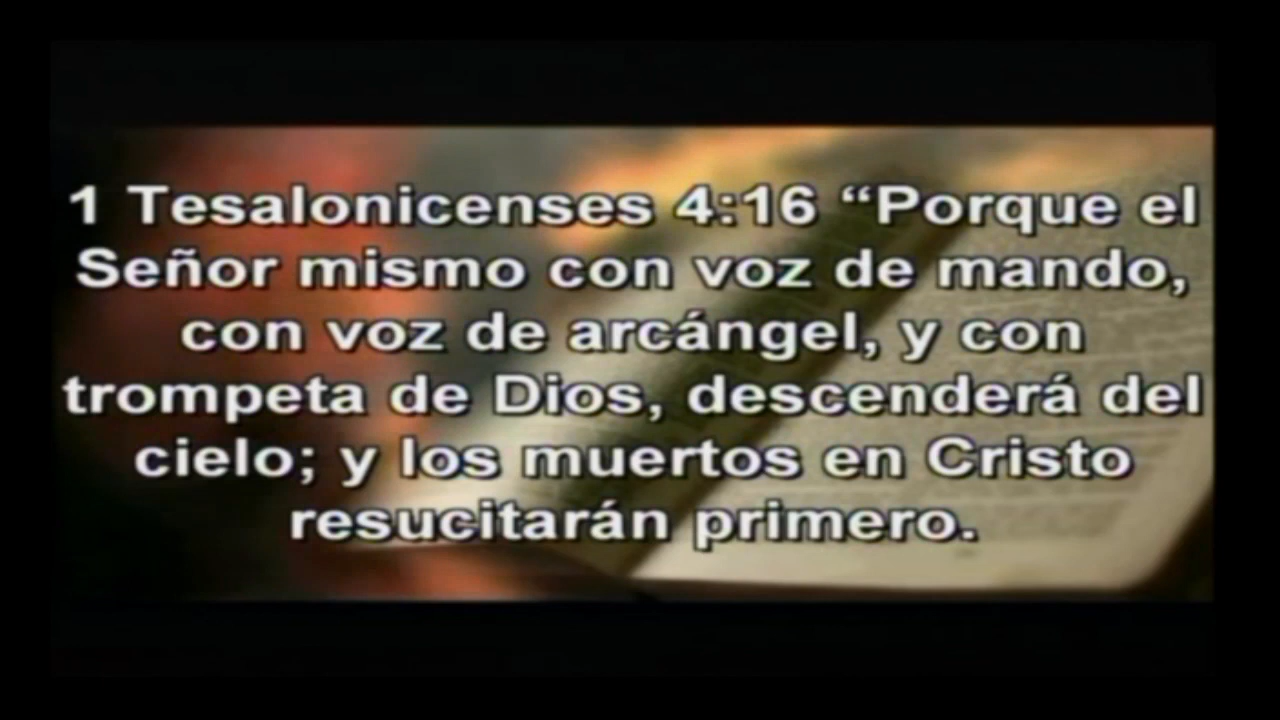 1 Tesalonicenses 4:16 “Porque el
Señor mismo con voz de mando,
con voz de arcángel, y con
trompeta de Dios, descenderá del
cielo; y los muertos en Cristo
resucitarán primero.